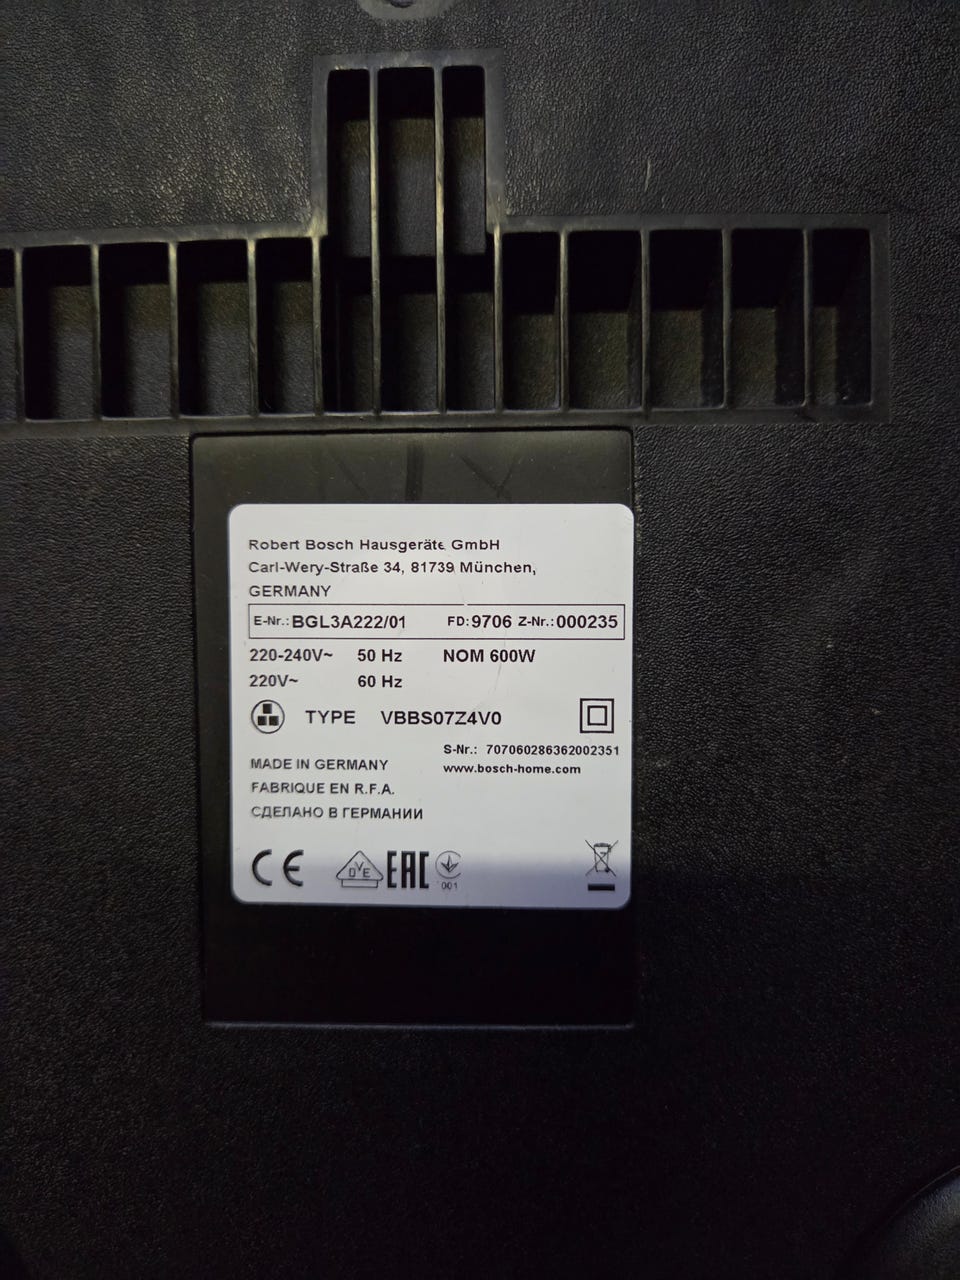 Robert Bosch Hausgeräte GmbH
Carl-Wery-Straße 34, 81739 München,
GERMANY
E-Nr.: BGL3A222/01 FD: 9706 Z-Nr.: 000235
220-240V~ 50 Hz NOM 600W
220V~ 60 Hz
TYPE VBBS07Z4V0
S-Nr.: 707060286362002351
MADE IN GERMANY www.bosch-home.com
FABRIQUE EN R.F.A.
СДЕЛАНО В ГЕРМАНИИ
CE DVE EAC 001